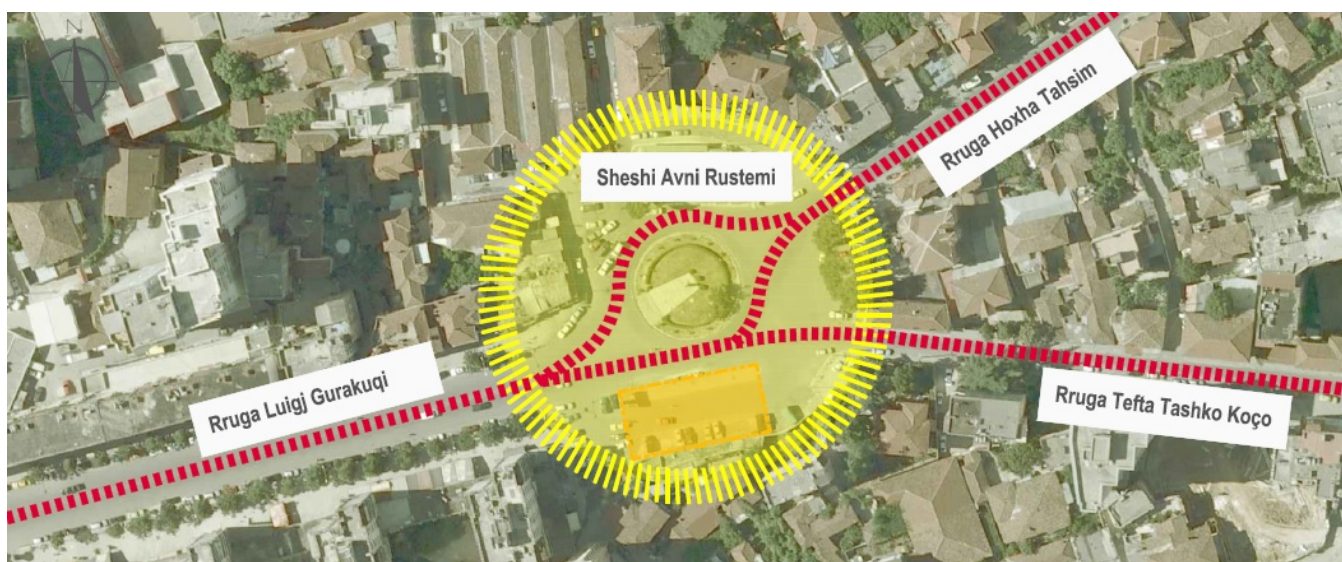 N
Sheshi Avni Rustemi
Rruga Hoxha Tahsim
Rruga Luigj Gurakuqi
Rruga Tefta Tashko Koço